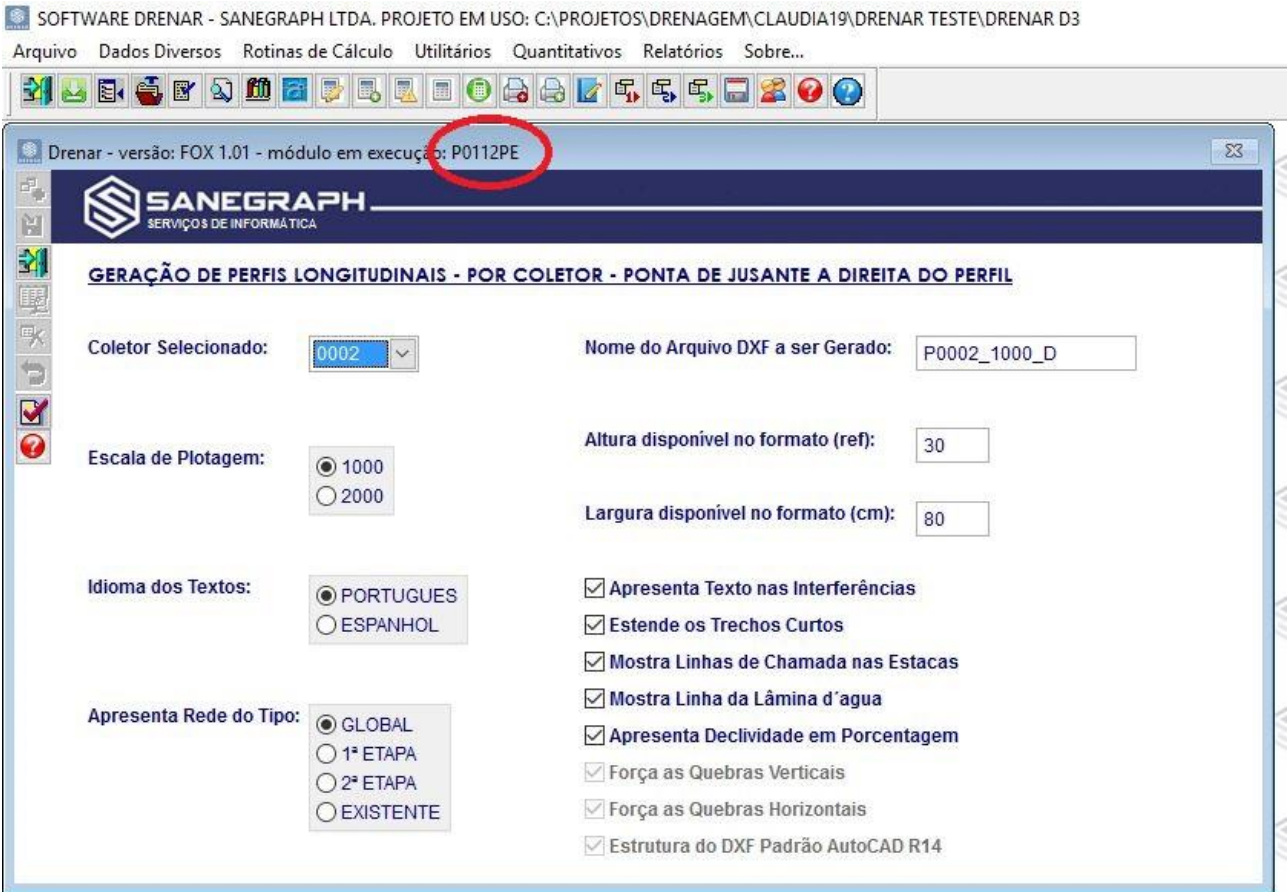 SOFTWARE DRENAR - SANEGRAPH LTDA. PROJETO EM USO: C:\PROJETOS\DRENAGEM\CLAUDIA19\DRENAR TESTE\DRENAR D3
Arquivo Dados Diversos Rotinas de Cálculo Utilitários Quantitativos Relatórios Sobre...
Drenar - versão: FOX 1.01 - módulo em execução: P0112PE
SANEGRAPH
SERVIÇOS DE INFORMÁTICA
GERAÇÃO DE PERFIS LONGITUDINAIS - POR COLETOR - PONTA DE JUSANTE A DIREITA DO PERFIL
Coletor Selecionado: 0002
Nome do Arquivo DXF a ser Gerado: P0002_1000_D
Escala de Plotagem:
1000
2000
Altura disponível no formato (ref): 30
Largura disponível no formato (cm): 80
Idioma dos Textos:
PORTUGUES
ESPANHOL
Apresenta Rede do Tipo:
GLOBAL
1ª ETAPA
2ª ETAPA
EXISTENTE
Apresenta Texto nas Interferências
Estende os Trechos Curtos
Mostra Linhas de Chamada nas Estacas
Mostra Linha da Lâmina d´agua
Apresenta Declividade em Porcentagem
Força as Quebras Verticais
Força as Quebras Horizontais
Estrutura do DXF Padrão AutoCAD R14